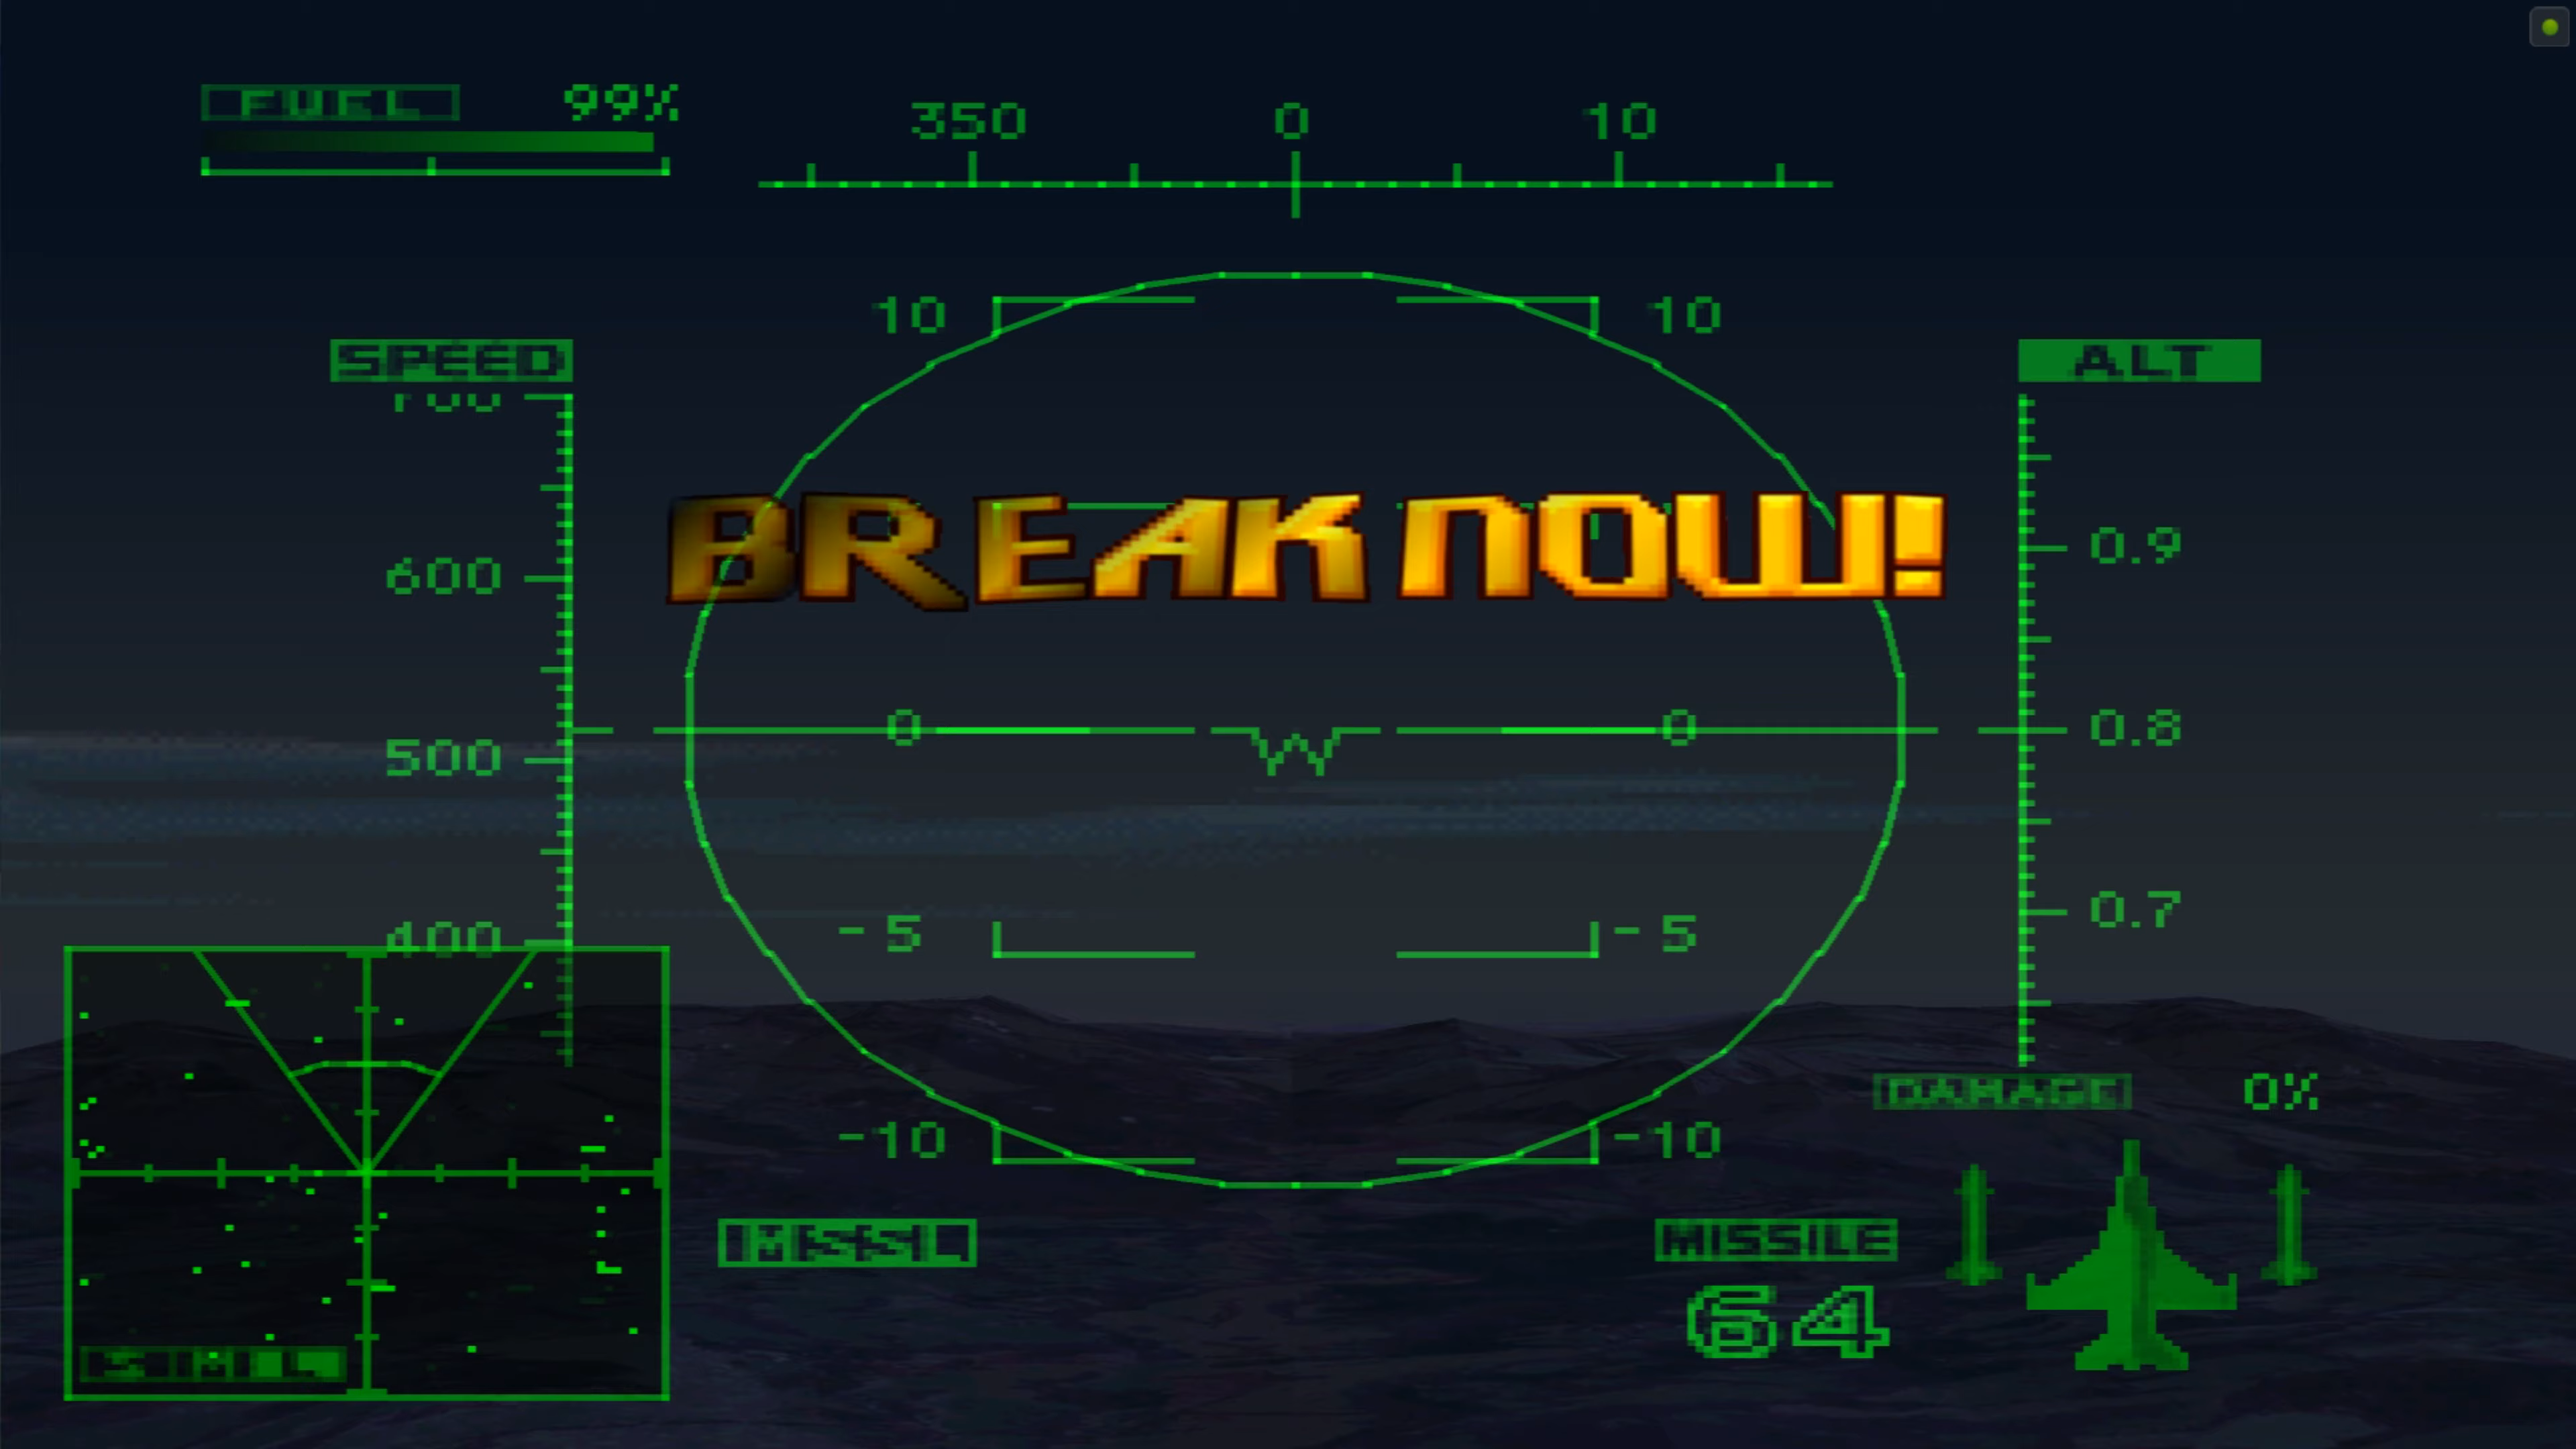 FUEL 99%
350 0 10
10 10
SPEED ALT
BREAK NOW!
600 0.9
500 0 0 0.8
400 -5 -5 0.7
DAMAGE 0%
-10 -10
MISSILE
64